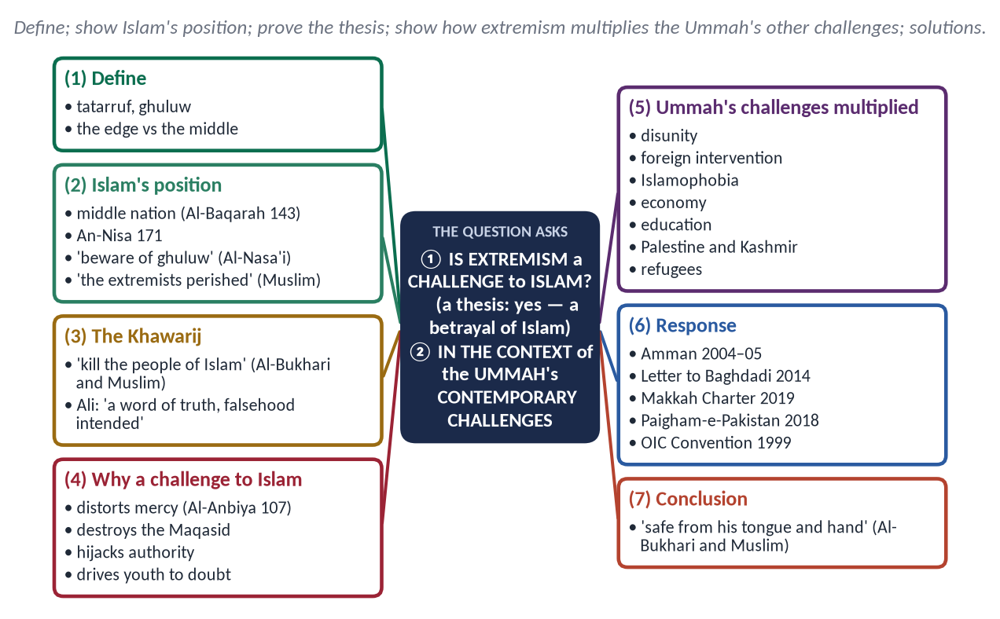 Define; show Islam's position; prove the thesis; show how extremism multiplies the Ummah's other challenges; solutions.
(1) Define
• tatarruf, ghuluw
• the edge vs the middle
(2) Islam's position
• middle nation (Al-Baqarah 143)
• An-Nisa 171
• 'beware of ghuluw' (Al-Nasa'i)
• 'the extremists perished' (Muslim)
(3) The Khawarij
• 'kill the people of Islam' (Al-Bukhari
and Muslim)
• Ali: 'a word of truth, falsehood
intended'
(4) Why a challenge to Islam
• distorts mercy (Al-Anbiya 107)
• destroys the Maqasid
• hijacks authority
• drives youth to doubt
THE QUESTION ASKS
① IS EXTREMISM a
CHALLENGE to ISLAM?
(a thesis: yes — a
betrayal of Islam)
② IN THE CONTEXT of
the UMMAH's
CONTEMPORARY
CHALLENGES
(5) Ummah's challenges multiplied
• disunity
• foreign intervention
• Islamophobia
• economy
• education
• Palestine and Kashmir
• refugees
(6) Response
• Amman 2004–05
• Letter to Baghdadi 2014
• Makkah Charter 2019
• Paigham-e-Pakistan 2018
• OIC Convention 1999
(7) Conclusion
• 'safe from his tongue and hand' (Al-
Bukhari and Muslim)